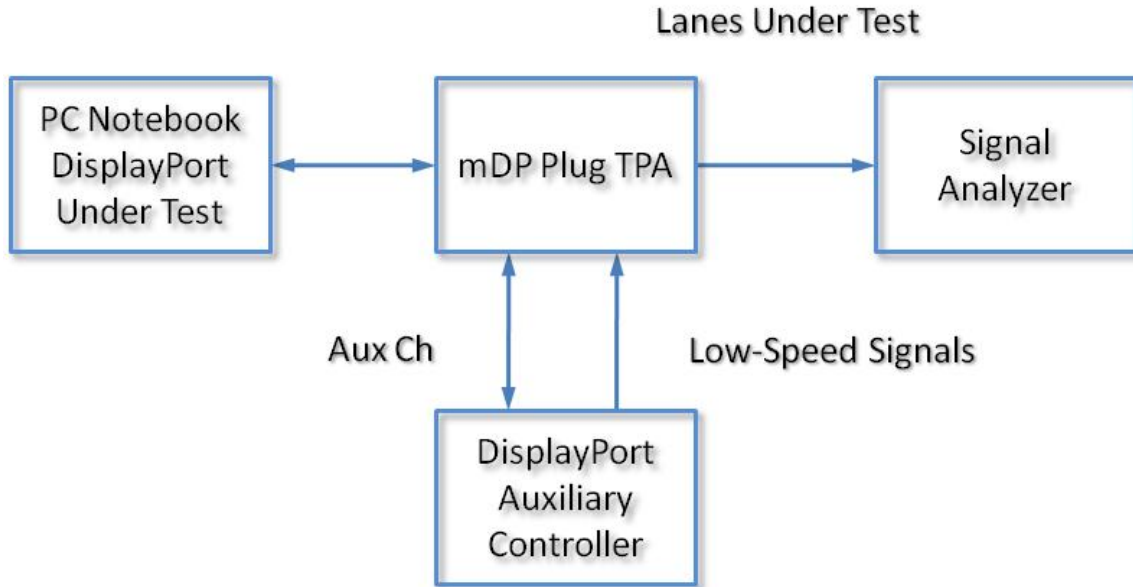 Lanes Under Test
PC Notebook
DisplayPort
Under Test
mDP Plug TPA
Signal
Analyzer
Aux Ch
Low-Speed Signals
DisplayPort
Auxiliary
Controller